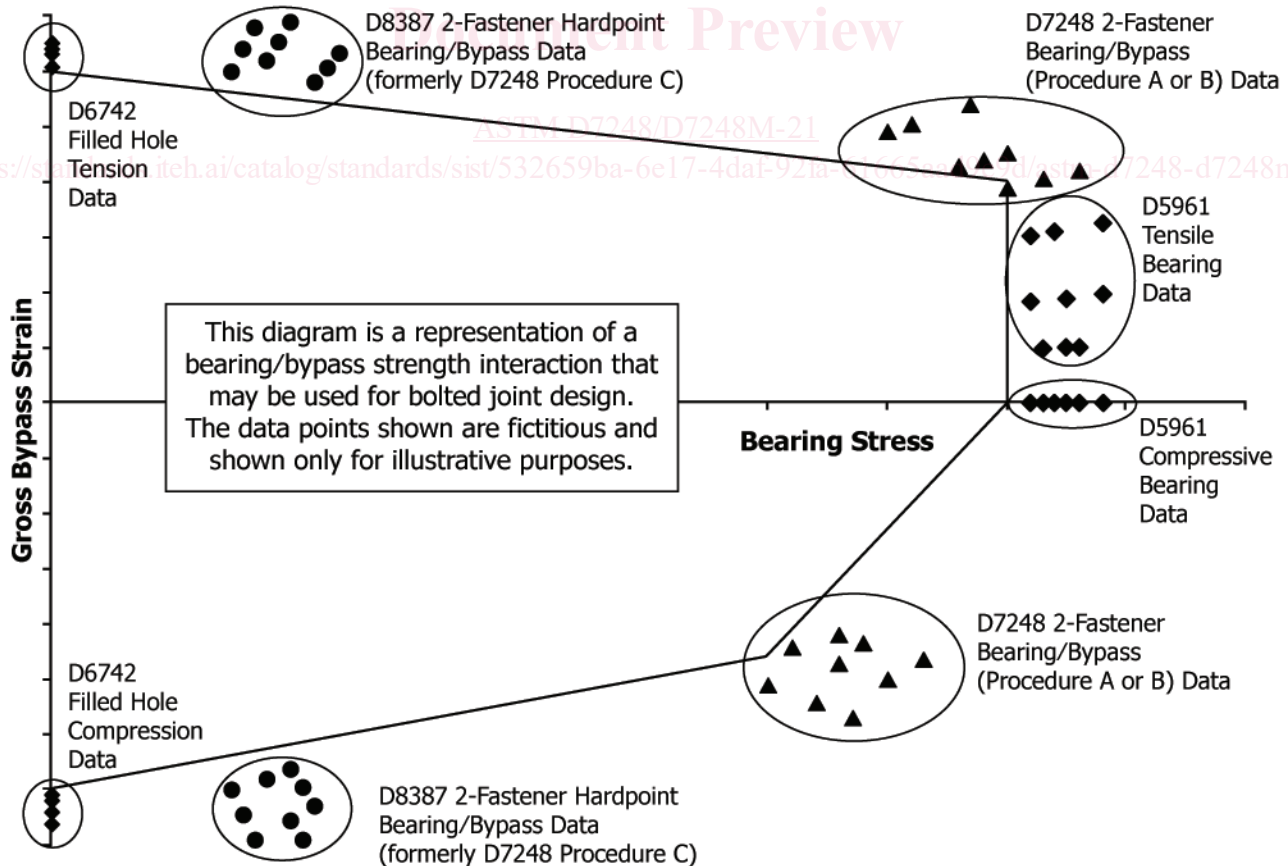 Document Preview
D8387 2-Fastener Hardpoint
Bearing/Bypass Data
(formerly D7248 Procedure C)
D7248 2-Fastener
Bearing/Bypass
(Procedure A or B) Data
D6742
Filled Hole
Tension
Data
ASTM D7248/D7248M-21
D5961
Tensile
Bearing
Data
Gross Bypass Strain
This diagram is a representation of a
bearing/bypass strength interaction that
may be used for bolted joint design.
The data points shown are fictitious and
shown only for illustrative purposes.
Bearing Stress
D5961
Compressive
Bearing
Data
D7248 2-Fastener
Bearing/Bypass
(Procedure A or B) Data
D6742
Filled Hole
Compression
Data
D8387 2-Fastener Hardpoint
Bearing/Bypass Data
(formerly D7248 Procedure C)